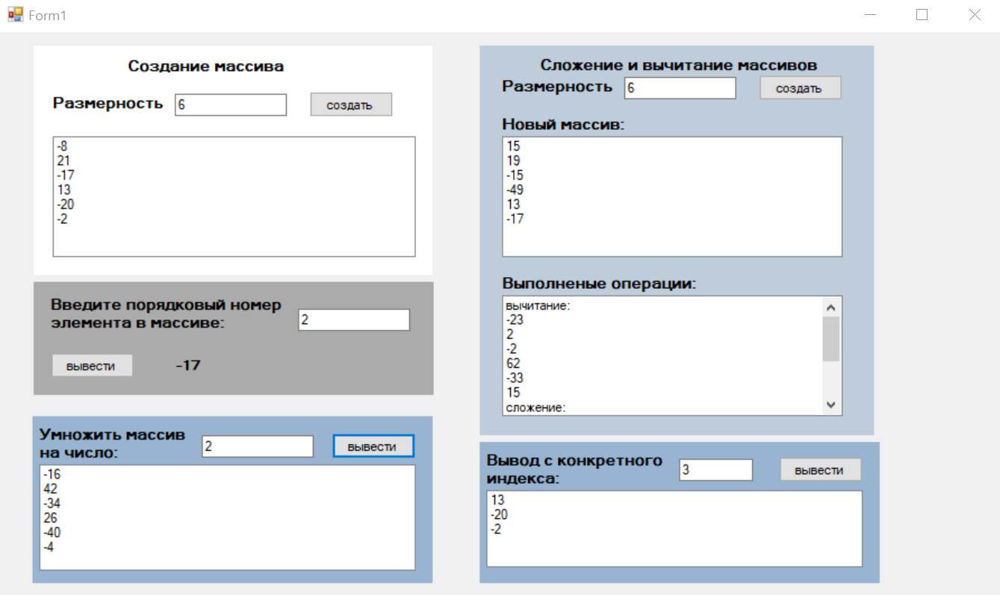 Form1
Создание массива
Размерность 6 создать
-8
21
-17
13
-20
-2
Введите порядковый номер
элемента в массиве:
2
вывести -17
Умножить массив
на число:
2
вывести
-16
42
-34
26
-40
-4
Сложение и вычитание массивов
Размерность 6 создать
Новый массив:
15
19
-15
-49
13
-17
Выполненые операции:
вычитание:
-23
2
-2
62
-33
15
сложение:
Вывод с конкретного
индекса:
3
вывести
13
-20
-2